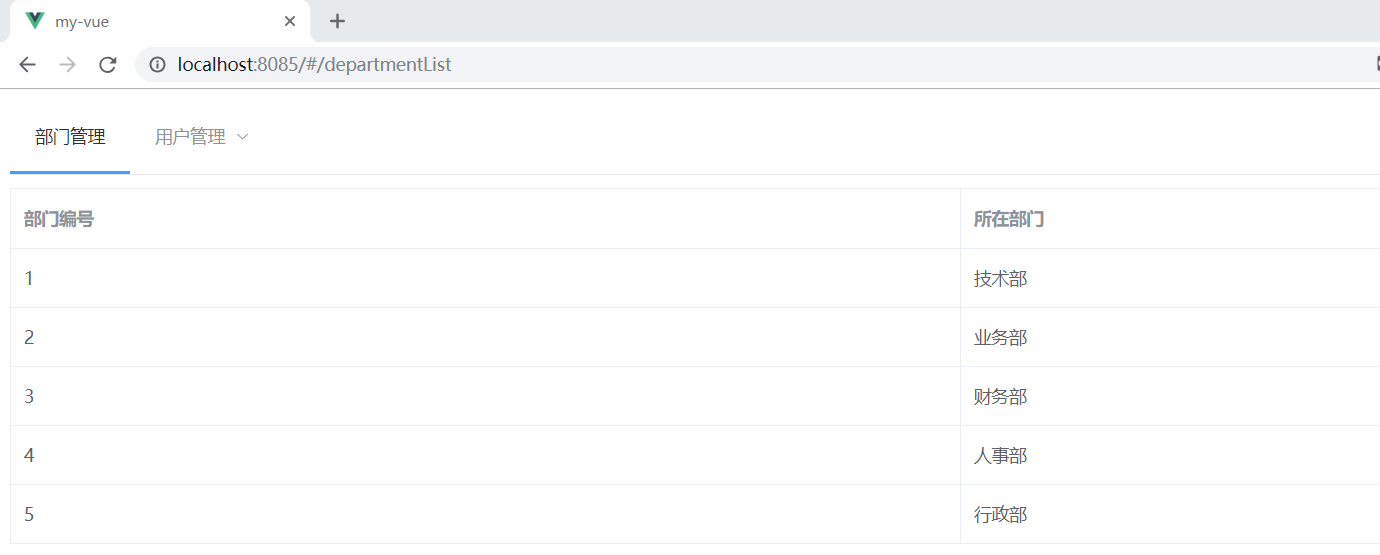 my-vue
localhost:8085/#/departmentList
部门管理 用户管理
部门编号 所在部门
1 技术部
2 业务部
3 财务部
4 人事部
5 行政部